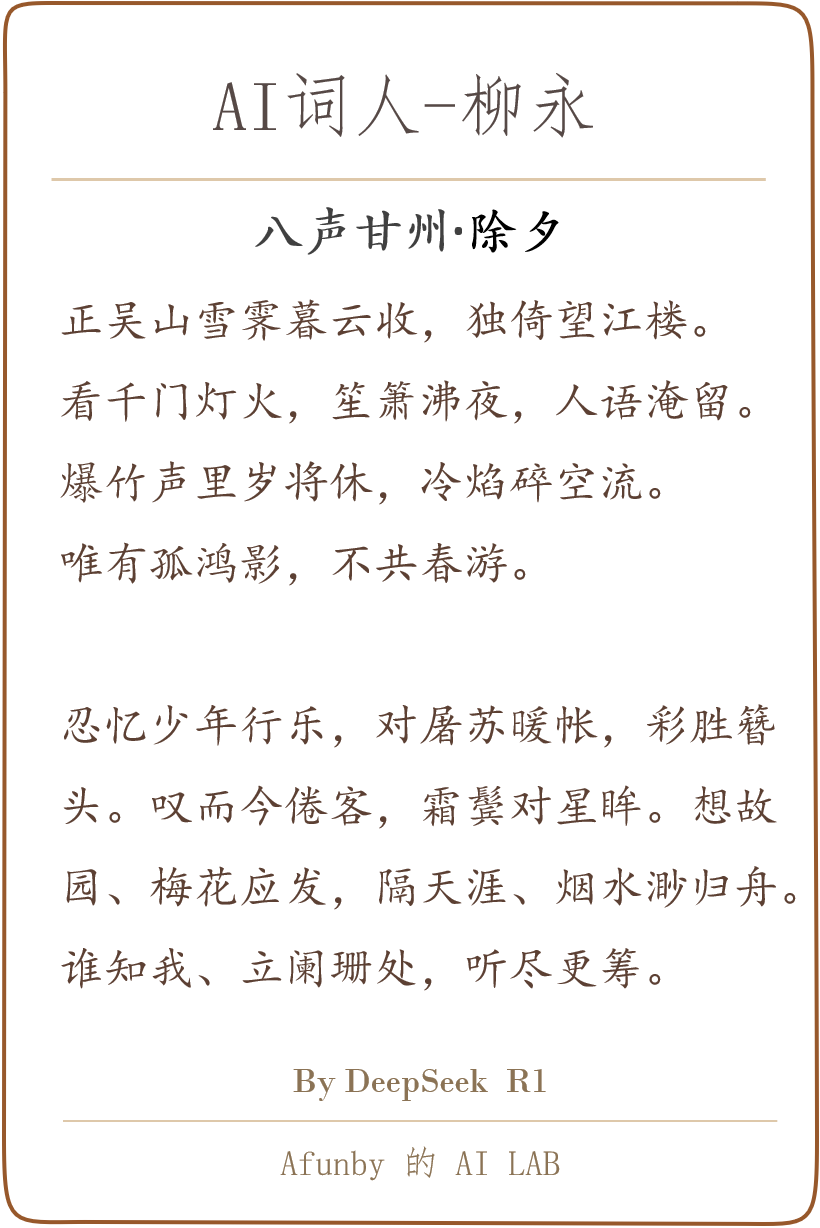 AI词人-柳永
八声甘州·除夕
正吴山雪霁暮云收，独倚望江楼。
看千门灯火，笙箫沸夜，人语淹留。
爆竹声里岁将休，冷焰碎空流。
唯有孤鸿影，不共春游。
忍忆少年行乐，对屠苏暖帐，彩胜簪
头。叹而今倦客，霜鬓对星眸。想故
园、梅花应发，隔天涯、烟水渺归舟。
谁知我、立阑珊处，听尽更筹。
By DeepSeek R1
Afunby 的 AI LAB